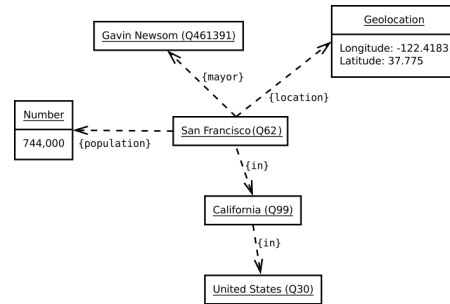 Geolocation
Gavin Newsom (Q461391)
Longitude: -122.4183
Latitude: 37.775
{mayor}
{location}
Number
744,000
San Francisco(Q62)
{population}
{in}
California (Q99)
{in}
United States (Q30)